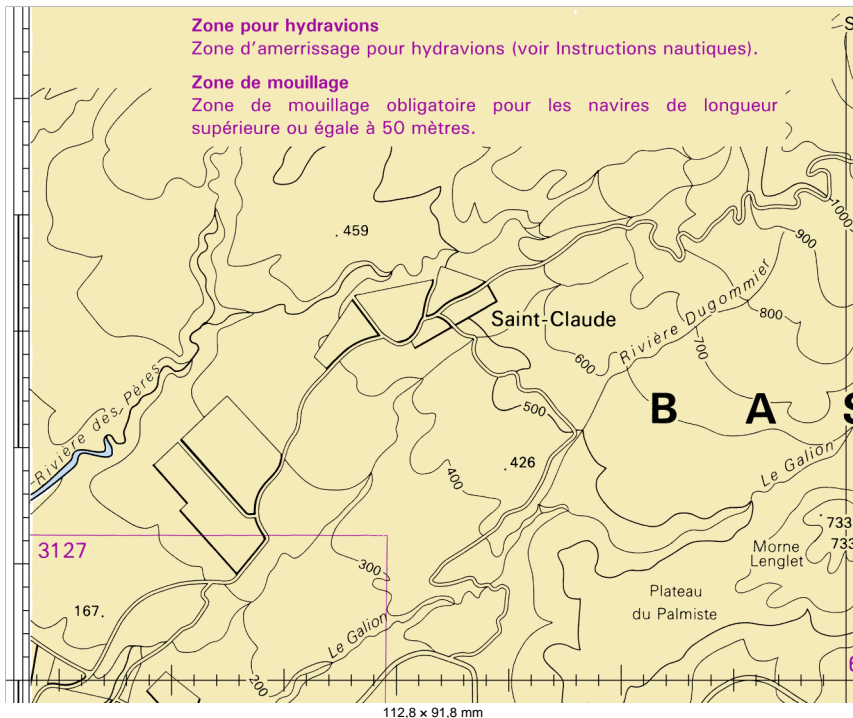 Zone pour hydravions
Zone d'amerrissage pour hydravions (voir Instructions nautiques).
Zone de mouillage
Zone de mouillage obligatoire pour les navires de longueur
supérieure ou égale à 50 mètres.
S
1000
459
900
Rivière Dugommier
800
Saint-Claude
700
600
Rivière des Pères
500
B A S
426
400
Le Galion
733
733
3127
Morne
Lenglet
300
Plateau
du Palmiste
167
Le Galion
6
200
112,8 × 91,8 mm